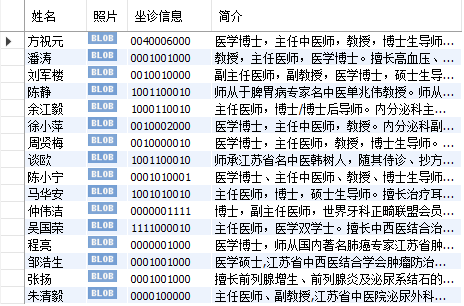 姓名 照片 坐诊信息 简介
方祝元 BLOB 0040006000 医学博士，主任中医师，教授，博士生导师...
潘涛 BLOB 0001001000 教授，主任医师，医学博士。擅长高血压、...
刘军楼 BLOB 0010010000 副主任医师，副教授，医学博士，硕士生导...
陈静 BLOB 1001100010 师从于脾胃病专家名中医单兆伟教授。师从...
余江毅 BLOB 1000110010 主任医师，博士/博士后导师。内分泌科主...
徐小萍 BLOB 0010002000 医学博士，主任中医师，教授。内分泌科副...
周贤梅 BLOB 0010000010 医学博士，主任中医师，教授，博士生导师...
谈欧 BLOB 1001100010 师承江苏省名中医韩树人，随其侍诊、抄方...
陈小宁 BLOB 0001010001 医学博士、主任中医师、教授、博士生导师...
马华安 BLOB 1001010010 主任医师，博士，硕士生导师。擅长治疗耳...
仲伟洁 BLOB 0000001111 博士，副主任医师，世界牙科正畸联盟会员...
吴国荣 BLOB 1111000010 主任医师，医学双学士。擅长中西医结合治...
程亮 BLOB 0000001000 医学博士，师从国内著名肺癌专家江苏省肿...
邹洁生 BLOB 0001001000 医学硕士,江苏省中西医结合学会肿瘤防治...
张扬 BLOB 0001001000 擅长前列腺增生、前列腺炎及泌尿系结石的...
朱清毅 BLOB 0000100000 主任医师、副教授,江苏省中医院泌尿外科...